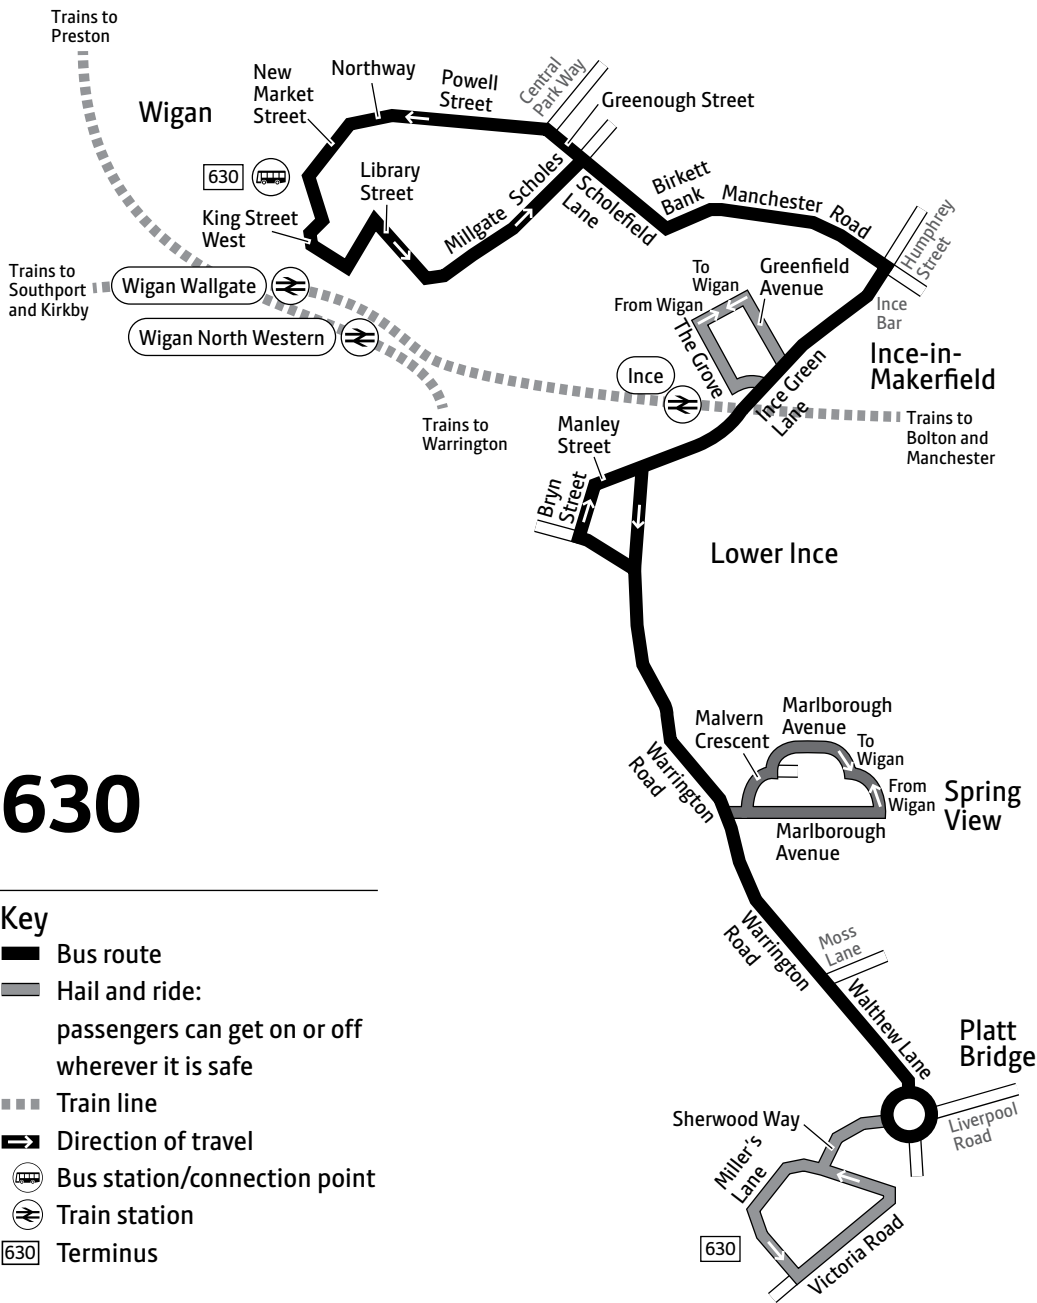 Trains to
Preston
Wigan
New
Market
Street
Northway
Powell
Street
Central
Park Way
Greenough Street
630
Library
Street
King Street
West
Millgate
Scholes
Scholefield
Lane
Birkett
Bank
Manchester Road
Humphrey
Street
Ince
Bar
Trains to
Southport
and Kirkby
Wigan Wallgate
Wigan North Western
To
Wigan
From Wigan
Greenfield
Avenue
The Grove
Ince Green
Lane
Ince-in-
Makerfield
Ince
Trains to
Warrington
Trains to
Bolton and
Manchester
Manley
Street
Bryn
Street
Lower Ince
Warrington
Road
Malvern
Crescent
Marlborough
Avenue
To
Wigan
From
Wigan
Marlborough
Avenue
Spring
View
630
Warrington
Road
Moss
Lane
Walthew Lane
Platt
Bridge
Liverpool
Road
Sherwood Way
Miller's
Lane
Victoria Road
630
Key
Bus route
Hail and ride:
passengers can get on or off
wherever it is safe
Train line
Direction of travel
Bus station/connection point
Train station
630 Terminus